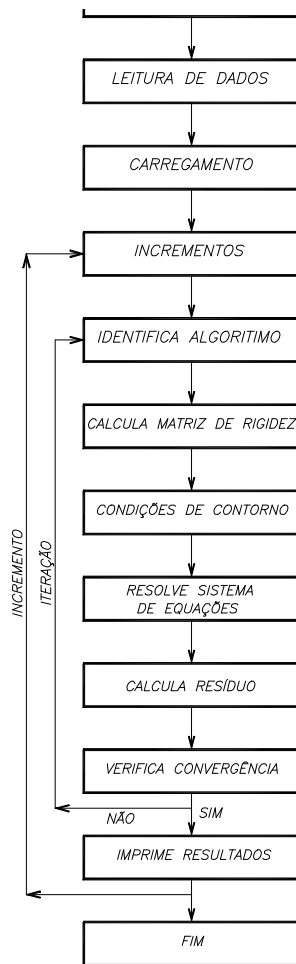 LEITURA DE DADOS
CARREGAMENTO
INCREMENTOS
IDENTIFICA ALGORITIMO
CALCULA MATRIZ DE RIGIDEZ
CONDIÇÕES DE CONTORNO
RESOLVE SISTEMA
DE EQUAÇÕES
CALCULA RESÍDUO
VERIFICA CONVERGÊNCIA
NÃO
SIM
IMPRIME RESULTADOS
FIM
INCREMENTO
ITERAÇÃO